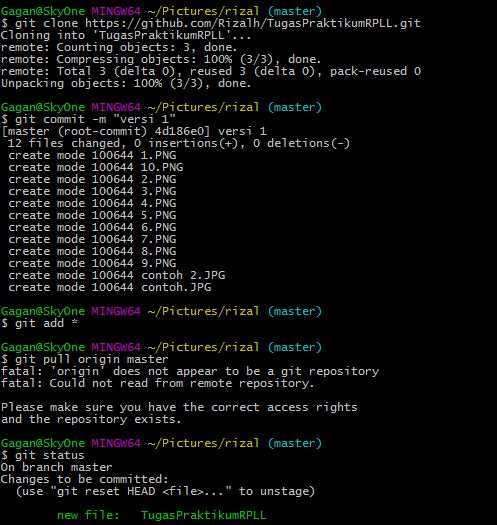 Gagan@SkyOne MINGW64 ~/Pictures/rizal (master)
$ git clone https://github.com/Rizalh/TugasPraktikumRPLL.git
Cloning into 'TugasPraktikumRPLL'...
remote: Counting objects: 3, done.
remote: Compressing objects: 100% (3/3), done.
remote: Total 3 (delta 0), reused 3 (delta 0), pack-reused 0
Unpacking objects: 100% (3/3), done.
Gagan@SkyOne MINGW64 ~/Pictures/rizal (master)
$ git commit -m "versi 1"
[master (root-commit) 4d186e0] versi 1
12 files changed, 0 insertions(+), 0 deletions(-)
create mode 100644 1.PNG
create mode 100644 10.PNG
create mode 100644 2.PNG
create mode 100644 3.PNG
create mode 100644 4.PNG
create mode 100644 5.PNG
create mode 100644 6.PNG
create mode 100644 7.PNG
create mode 100644 8.PNG
create mode 100644 9.PNG
create mode 100644 contoh 2.JPG
create mode 100644 contoh.JPG
Gagan@SkyOne MINGW64 ~/Pictures/rizal (master)
$ git add *
Gagan@SkyOne MINGW64 ~/Pictures/rizal (master)
$ git pull origin master
fatal: 'origin' does not appear to be a git repository
fatal: Could not read from remote repository.
Please make sure you have the correct access rights
and the repository exists.
Gagan@SkyOne MINGW64 ~/Pictures/rizal (master)
$ git status
On branch master
Changes to be committed:
(use "git reset HEAD <file>..." to unstage)
new file: TugasPraktikumRPLL